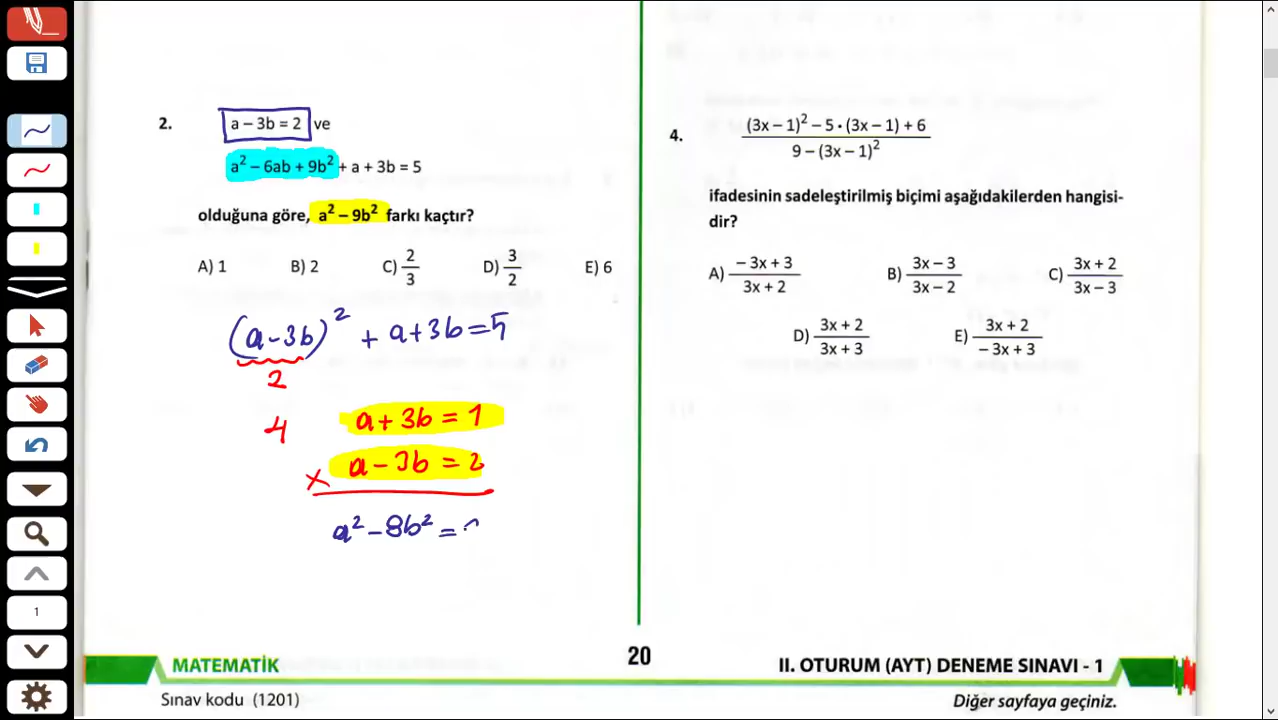 2. a – 3b = 2 ve
a² – 6ab + 9b² + a + 3b = 5
olduğuna göre, a² – 9b² farkı kaçtır?
A) 1 B) 2 C) 2/3 D) 3/2 E) 6
(a-3b)² + a+3b=5
2
4 a+3b = 1
x a-3b = 2
a² - 8b² =
4. (3x – 1)² – 5 · (3x – 1) + 6 / 9 – (3x – 1)²
ifadesinin sadeleştirilmiş biçimi aşağıdakilerden hangisi-
dir?
A) – 3x + 3 / 3x + 2 B) 3x – 3 / 3x – 2 C) 3x + 2 / 3x – 3
D) 3x + 2 / 3x + 3 E) 3x + 2 / – 3x + 3
1
MATEMATİK 20 II. OTURUM (AYT) DENEME SINAVI - 1
Sınav kodu (1201) Diğer sayfaya geçiniz.